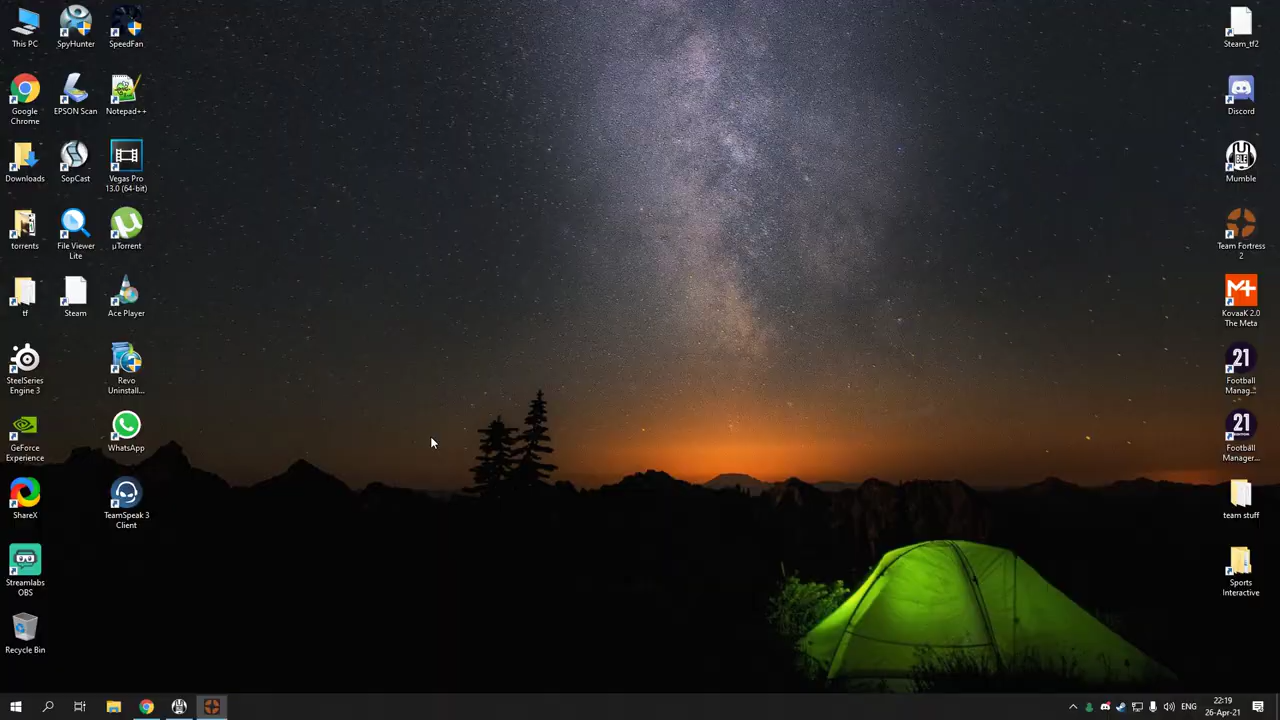 This PC
SpyHunter
SpeedFan
Google
Chrome
EPSON Scan
Notepad++
Downloads
SopCast
Vegas Pro
13.0 (64-bit)
torrents
File Viewer
Lite
µTorrent
tf
Steam
Ace Player
SteelSeries
Engine 3
Revo
Uninstall...
GeForce
Experience
WhatsApp
ShareX
TeamSpeak 3
Client
Streamlabs
OBS
Recycle Bin
Steam_tf2
Discord
BLE
Mumble
Team Fortress
2
M+
KovaaK 2.0
The Meta
21
Football
Manag...
21
Football
Manager...
team stuff
Sports
Interactive
ENG
22:19
26-Apr-21